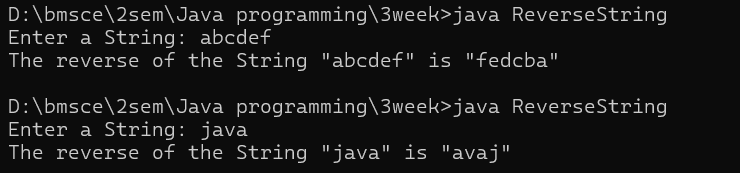 D:\bmsce\2sem\Java programming\3week>java ReverseString
Enter a String: abcdef
The reverse of the String "abcdef" is "fedcba"
D:\bmsce\2sem\Java programming\3week>java ReverseString
Enter a String: java
The reverse of the String "java" is "avaj"